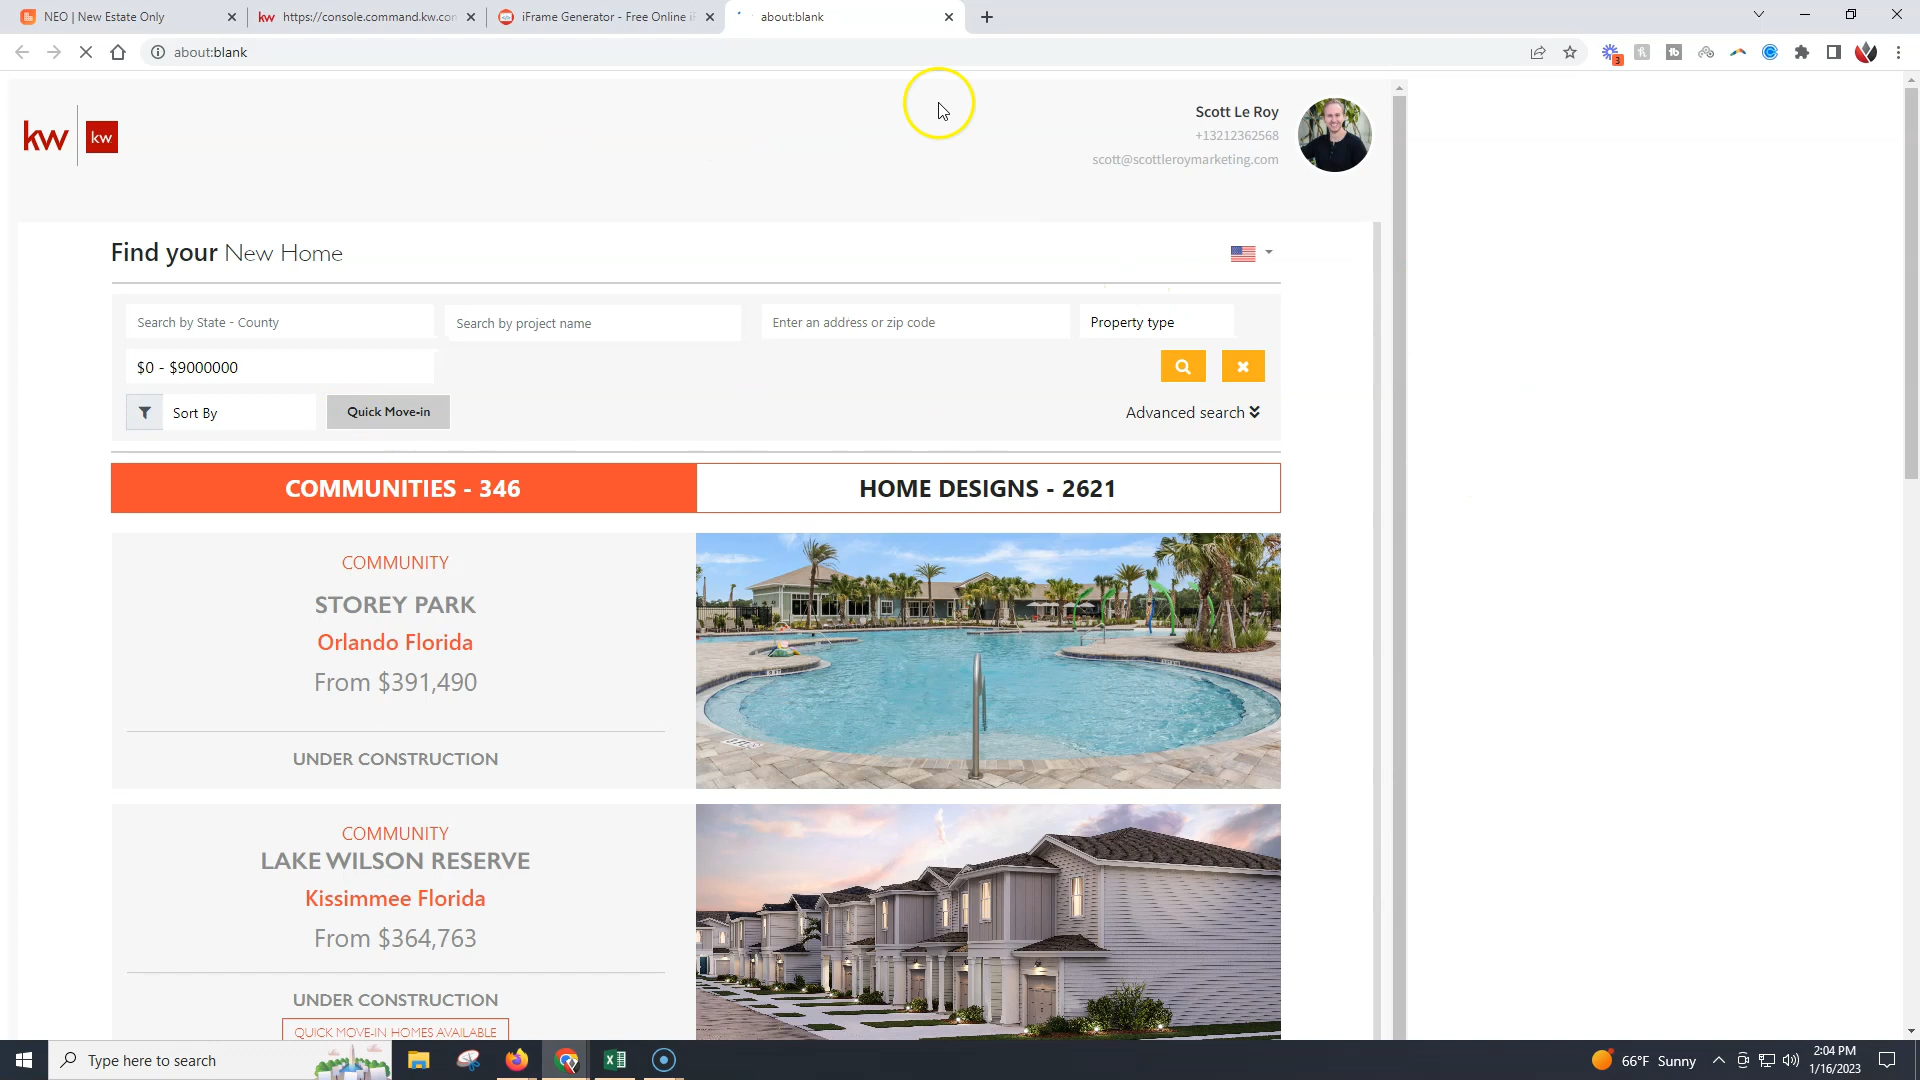 NEO | New Estate Only
https://console.command.kw.con
iFrame Generator - Free Online iF
about:blank
about:blank
3
kw
kw
Scott Le Roy
+13212362568
scott@scottleroymarketing.com
Find your New Home
Search by State - County
Search by project name
Enter an address or zip code
Property type
$0 - $9000000
Sort By
Quick Move-in
Advanced search
COMMUNITIES - 346
HOME DESIGNS - 2621
COMMUNITY
STOREY PARK
Orlando Florida
From $391,490
UNDER CONSTRUCTION
COMMUNITY
LAKE WILSON RESERVE
Kissimmee Florida
From $364,763
UNDER CONSTRUCTION
QUICK MOVE-IN HOMES AVAILABLE
Type here to search
66°F Sunny
2:04 PM
1/16/2023